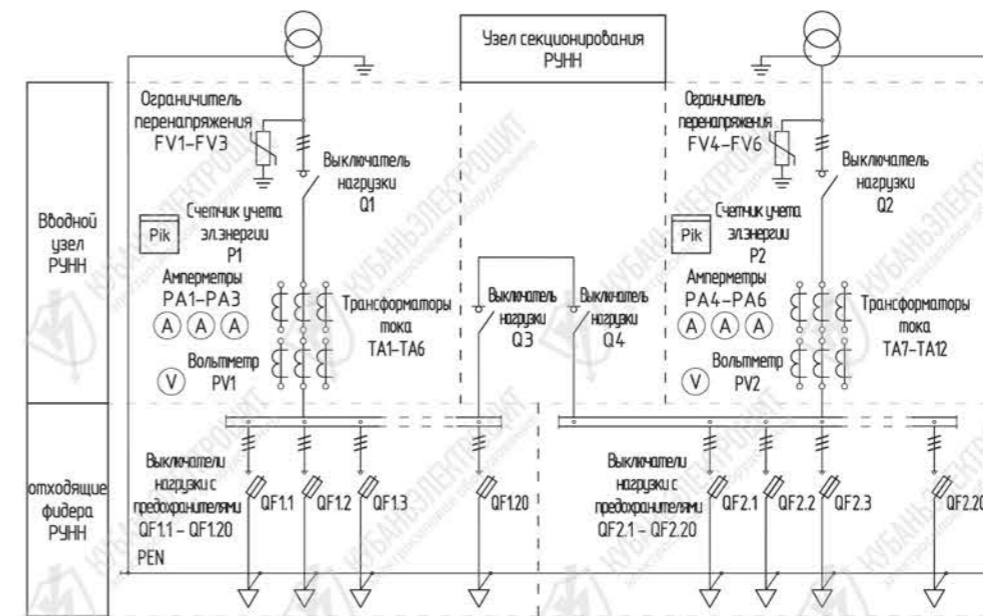 Узел секционирования
РУНН
Вводной
узел
РУНН
Ограничитель
перенапряжения
FV1-FV3
Выключатель
нагрузки
Q1
Счетчик учета
эл.энергии
P1
Pik
Амперметры
PA1-PA3
A A A
Трансформаторы
тока
TA1-TA6
Вольтметр
PV1
V
Выключатель
нагрузки
Q3
Выключатель
нагрузки
Q4
Ограничитель
перенапряжения
FV4-FV6
Выключатель
нагрузки
Q2
Счетчик учета
эл.энергии
P2
Pik
Амперметры
PA4-PA6
A A A
Трансформаторы
тока
TA7-TA12
Вольтметр
PV2
V
отходящие
фидера
РУНН
Выключатели
нагрузки с
предохранителями
QF1.1 - QF1.20
PEN
QF1.1 QF1.2 QF1.3 QF1.20
Выключатели
нагрузки с
предохранителями
QF2.1 - QF2.20
QF2.1 QF2.2 QF2.3 QF2.20
КУБАНЬЭЛЕКТРОЩИТ